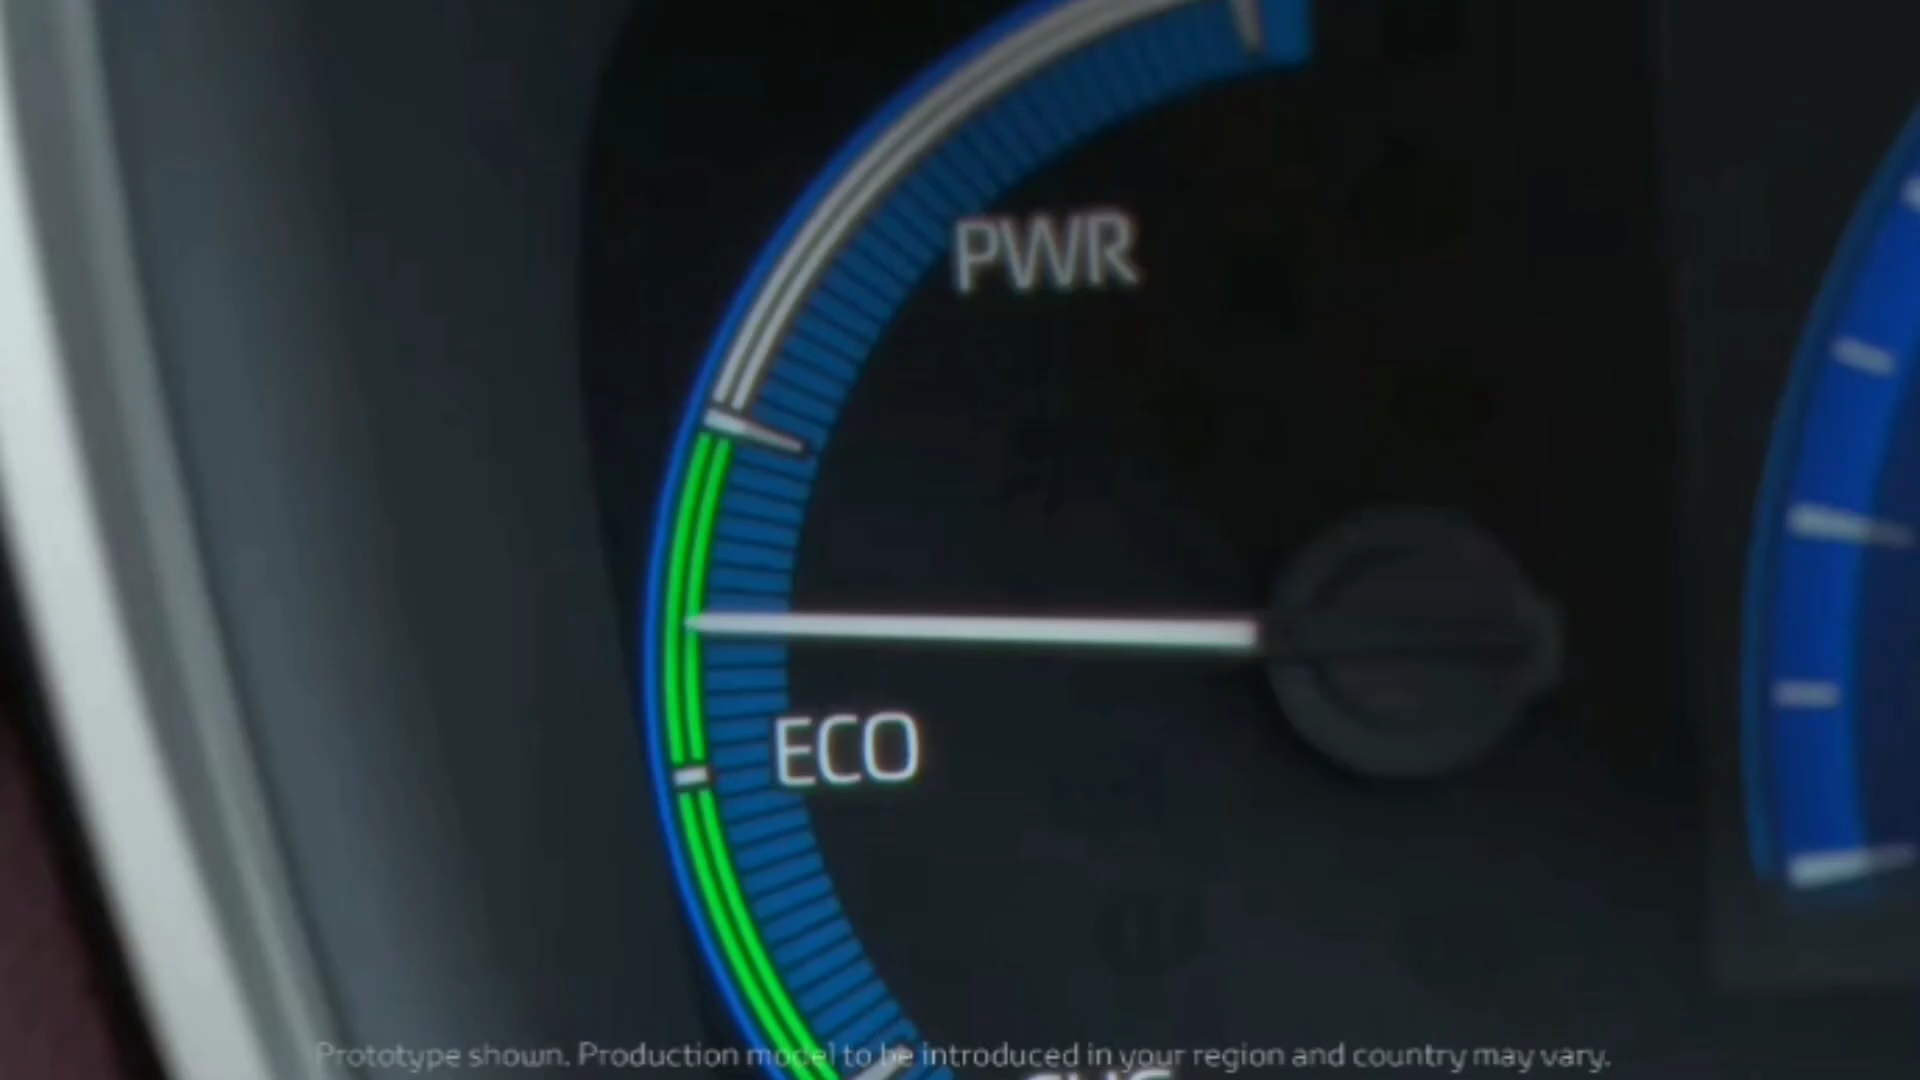 PWR
ECO
Prototype shown. Production model to be introduced in your region and country may vary.